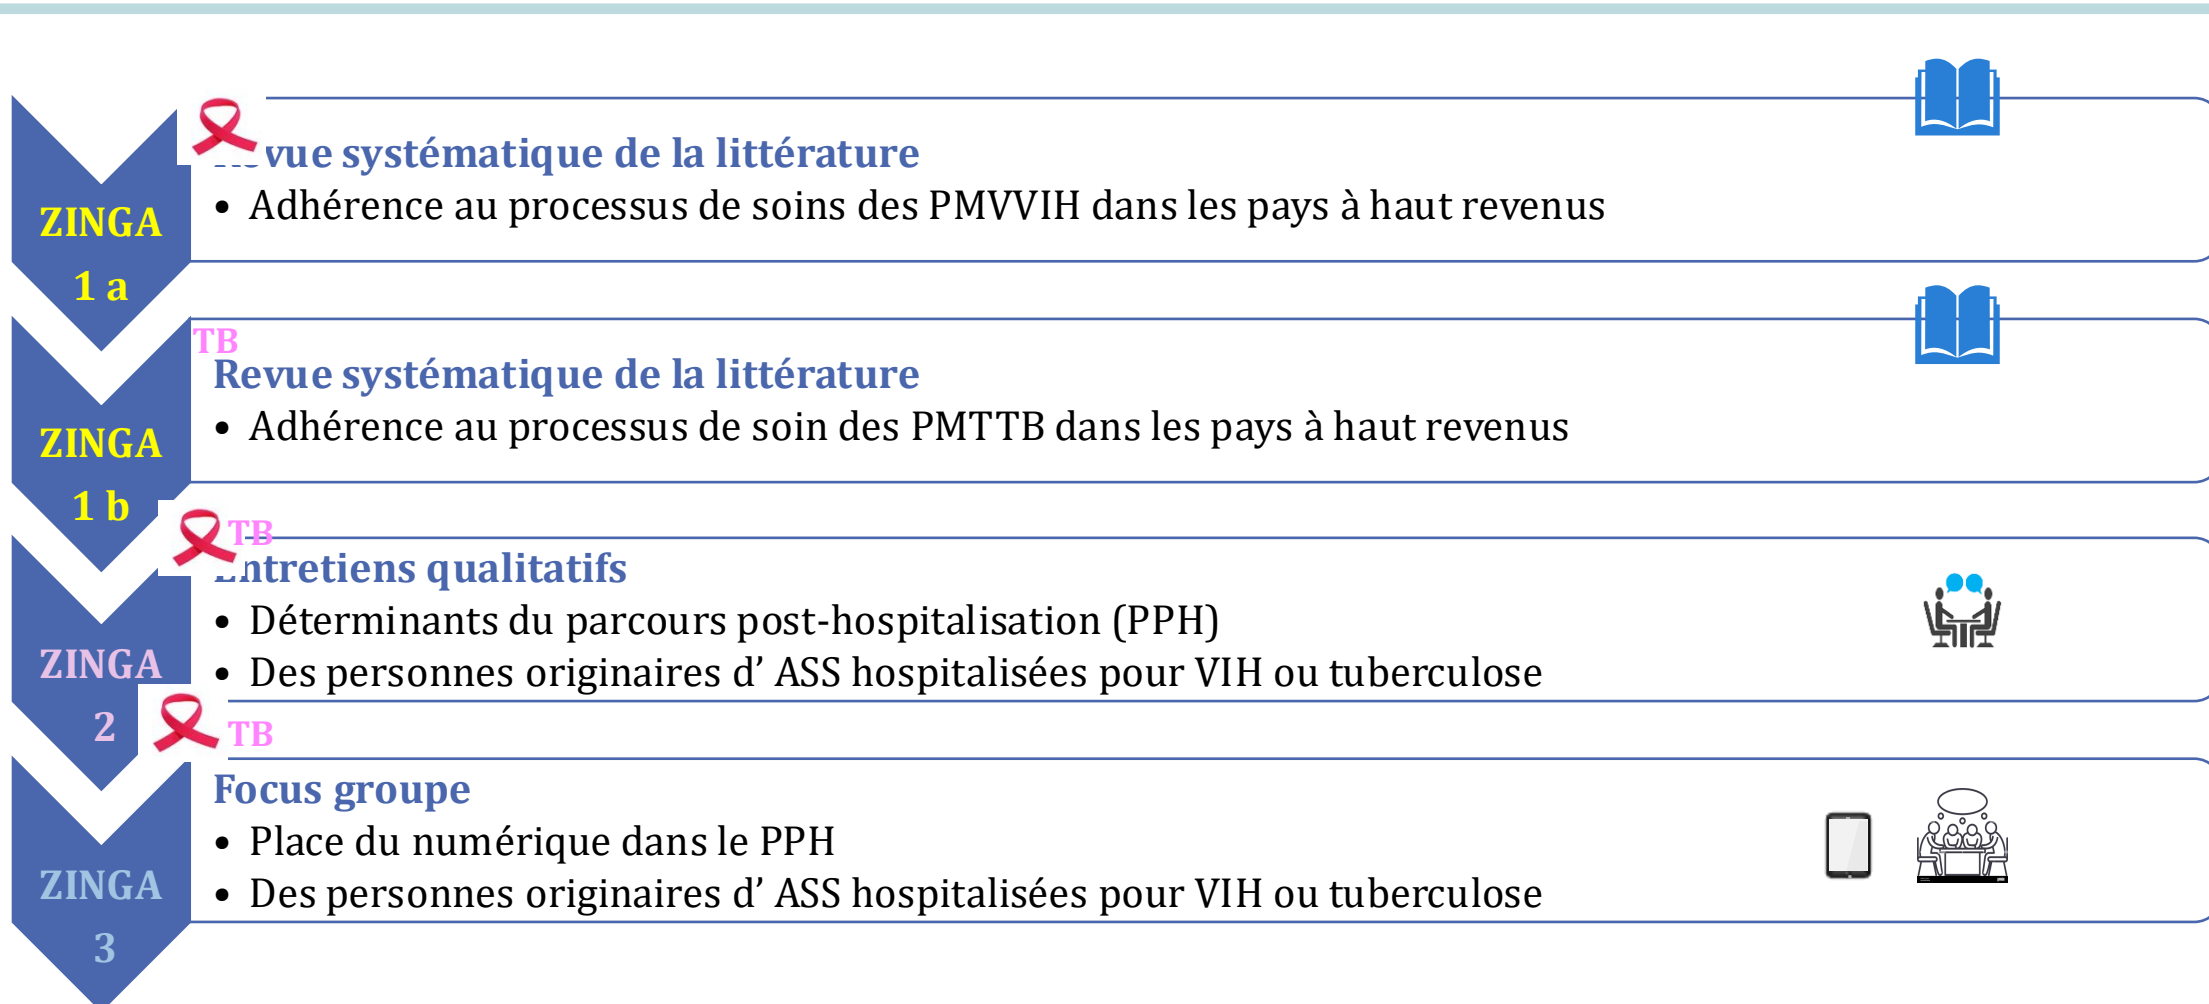 ZINGA
1 a
vue systématique de la littérature
• Adhérence au processus de soins des PMVVIH dans les pays à haut revenus
ZINGA
1 b
TB
Revue systématique de la littérature
• Adhérence au processus de soin des PMTTB dans les pays à haut revenus
ZINGA
2
TB
ntretiens qualitatifs
• Déterminants du parcours post-hospitalisation (PPH)
• Des personnes originaires d’ ASS hospitalisées pour VIH ou tuberculose
ZINGA
3
TB
Focus groupe
• Place du numérique dans le PPH
• Des personnes originaires d’ ASS hospitalisées pour VIH ou tuberculose